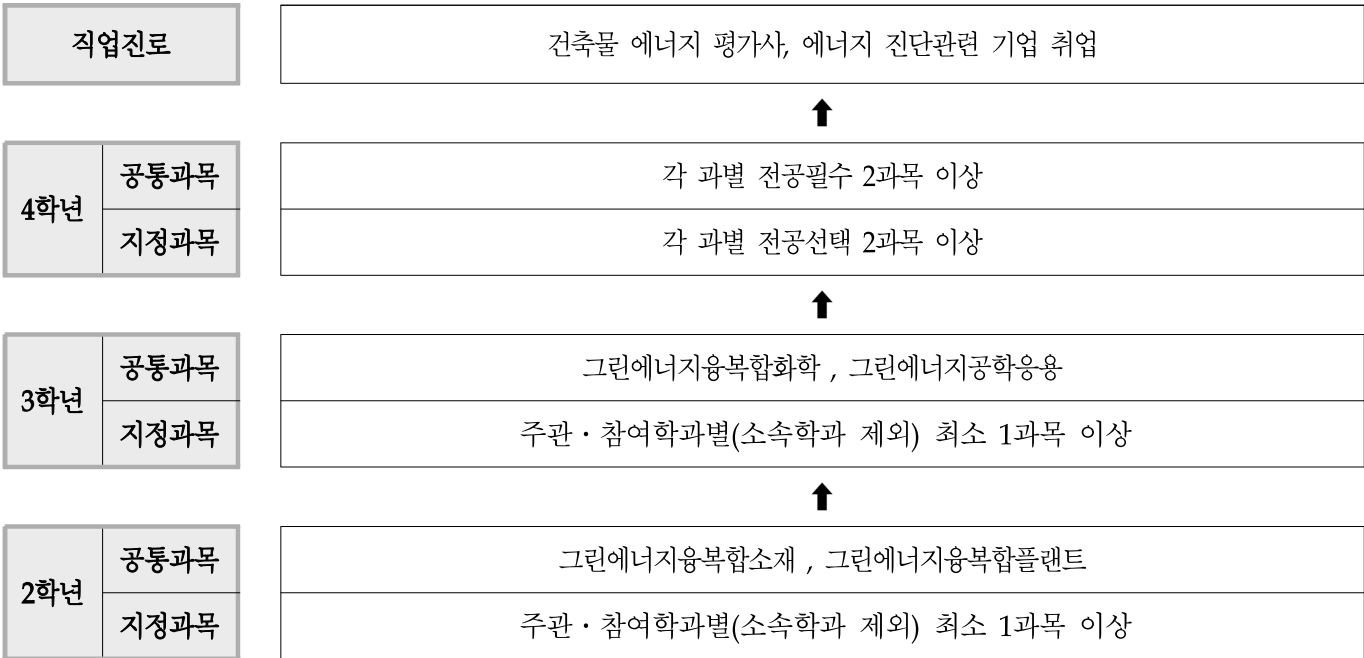 직업진로
건축물 에너지 평가사, 에너지 진단관련 기업 취업
4학년
공통과목
각 과별 전공필수 2과목 이상
지정과목
각 과별 전공선택 2과목 이상
3학년
공통과목
그린에너지융복합화학 , 그린에너지공학응용
지정과목
주관·참여학과별(소속학과 제외) 최소 1과목 이상
2학년
공통과목
그린에너지융복합소재 , 그린에너지융복합플랜트
지정과목
주관·참여학과별(소속학과 제외) 최소 1과목 이상